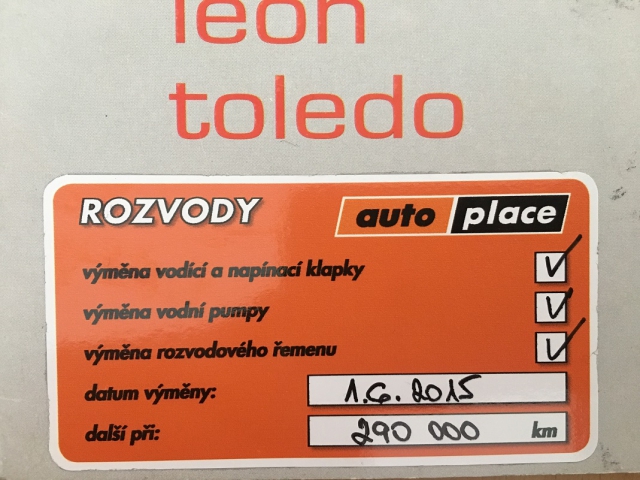 leon
toledo
ROZVODY auto place
výměna vodící a napínací klapky
výměna vodní pumpy
výměna rozvodového řemenu
datum výměny: 1.6.2015
další při: 290 000 km